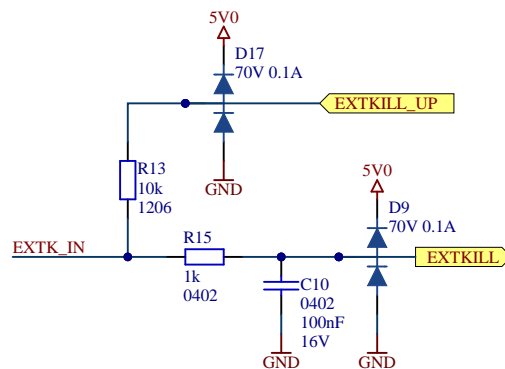 5V0
D17
70V 0.1A
EXTKILL_UP
GND
R13
10k
1206
5V0
D9
70V 0.1A
EXTK_IN
R15
1k
0402
EXTKILL
C10
0402
100nF
16V
GND
GND